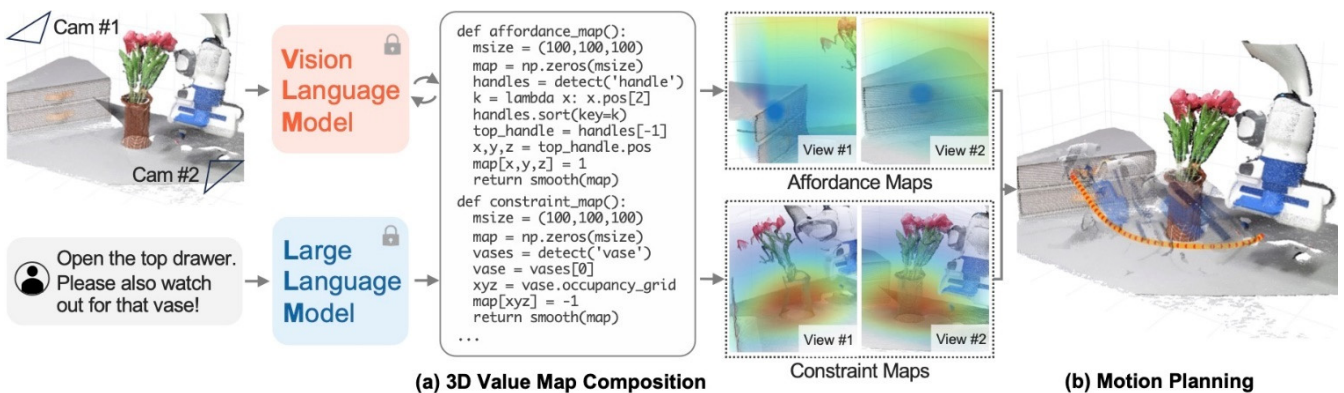 Cam #1
Cam #2
Open the top drawer.
Please also watch
out for that vase!
Vision
Language
Model
Large
Language
Model
def affordance_map():
  msize = (100,100,100)
  map = np.zeros(msize)
  handles = detect('handle')
  k = lambda x: x.pos[2]
  handles.sort(key=k)
  top_handle = handles[-1]
  x,y,z = top_handle.pos
  map[x,y,z] = 1
  return smooth(map)
def constraint_map():
  msize = (100,100,100)
  map = np.zeros(msize)
  vases = detect('vase')
  vase = vases[0]
  xyz = vase.occupancy_grid
  map[xyz] = -1
  return smooth(map)
...
View #1
View #2
Affordance Maps
View #1
View #2
Constraint Maps
(a) 3D Value Map Composition
(b) Motion Planning